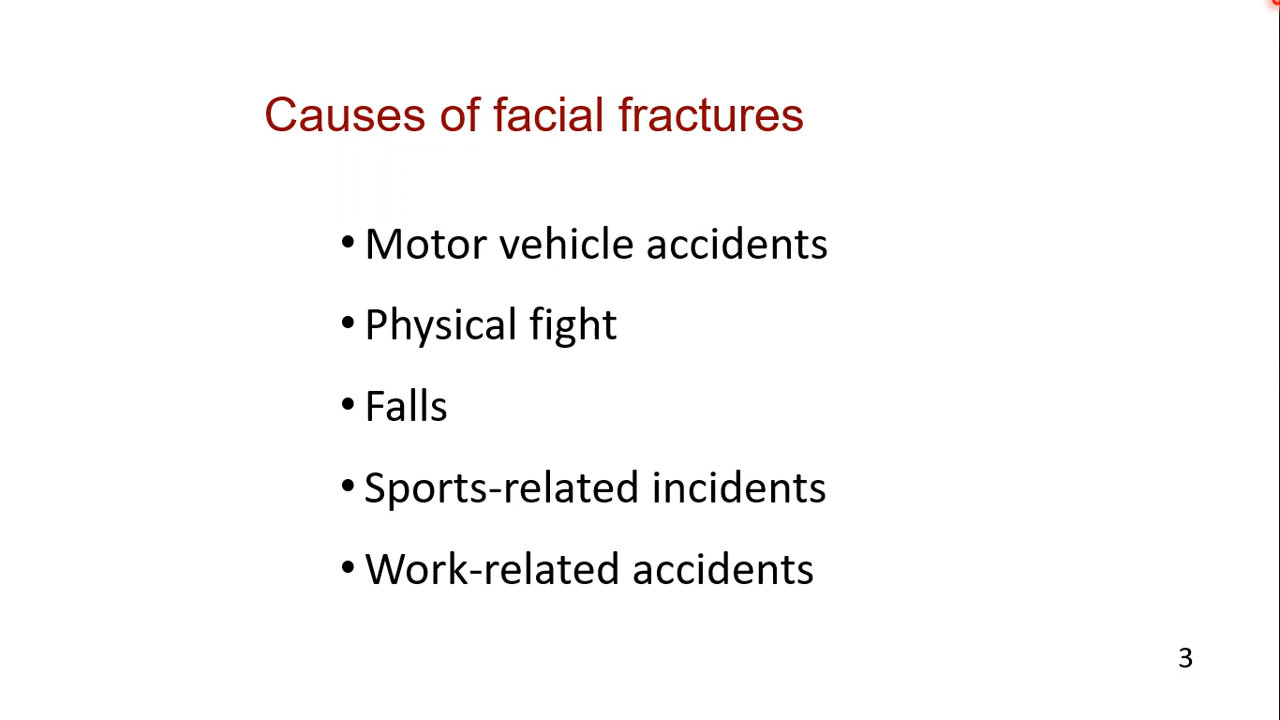 Causes of facial fractures
• Motor vehicle accidents
• Physical fight
• Falls
• Sports-related incidents
• Work-related accidents
3